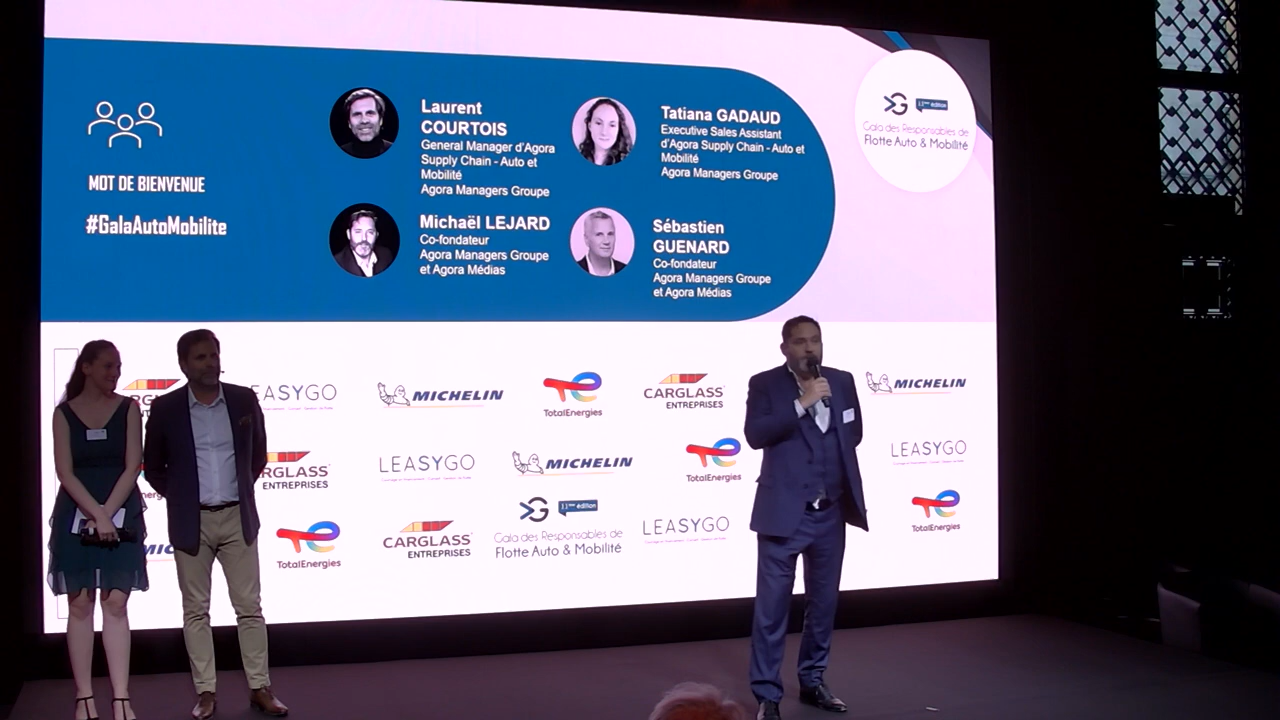 MOT DE BIENVENUE
#GalaAutoMobilite
Laurent
COURTOIS
General Manager d'Agora
Supply Chain - Auto et
Mobilité
Agora Managers Groupe
Tatiana GADAUD
Executive Sales Assistant
d'Agora Supply Chain - Auto et
Mobilité
Agora Managers Groupe
Michaël LEJARD
Co-fondateur
Agora Managers Groupe
et Agora Médias
Sébastien
GUENARD
Co-fondateur
Agora Managers Groupe
et Agora Médias
11ème édition
Gala des Responsables de
Flotte Auto & Mobilité
EASYGO
MICHELIN
TotalEnergies
CARGLASS
ENTREPRISES
MICHELIN
RGLASS
ENTREPRISES
LEASYGO
MICHELIN
TotalEnergies
LEASYGO
TotalEnergies
CARGLASS
ENTREPRISES
11ème édition
Gala des Responsables de
Flotte Auto & Mobilité
LEASYGO
TotalEnergies